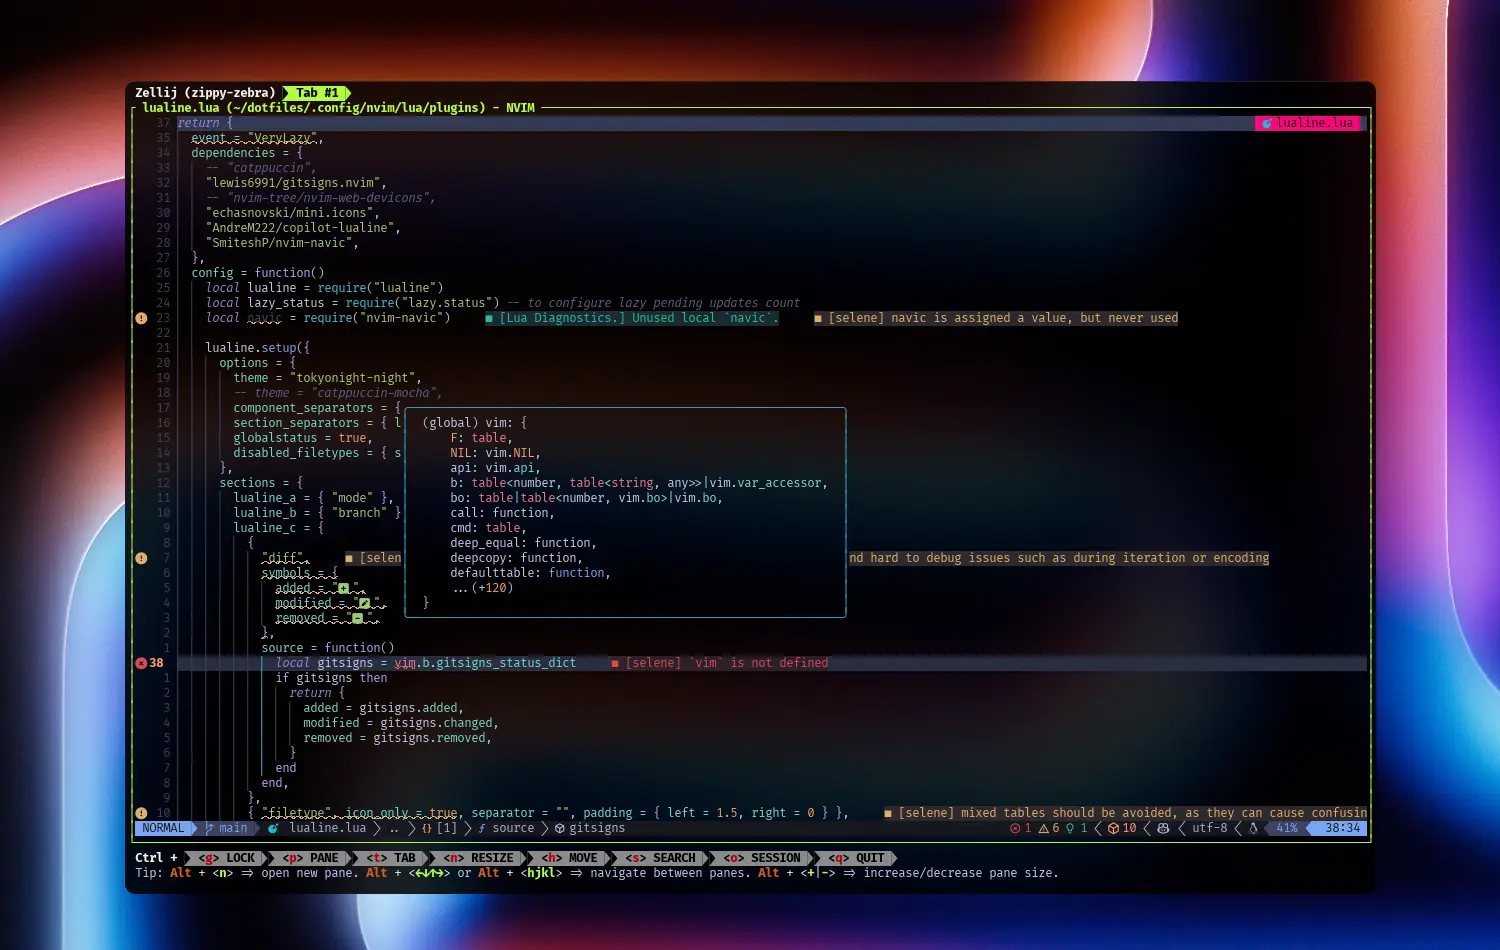 Zellij (zippy-zebra) Tab #1
lualine.lua (~/dotfiles/.config/nvim/lua/plugins) - NVIM
37 return { lualine.lua
35 event = "VeryLazy",
34 dependencies = {
33 -- "catppuccin",
32 "lewis6991/gitsigns.nvim",
31 -- "nvim-tree/nvim-web-devicons",
30 "echasnovski/mini.icons",
29 "AndreM222/copilot-lualine",
28 "SmiteshP/nvim-navic",
27 },
26 config = function()
25 local lualine = require("lualine")
24 local lazy_status = require("lazy.status") -- to configure lazy pending updates count
23 local navic = require("nvim-navic") ■ [Lua Diagnostics.] Unused local `navic`. ■ [selene] navic is assigned a value, but never used
22
21 lualine.setup({
20 options = {
19 theme = "tokyonight-night",
18 -- theme = "catppuccin-mocha",
17 component_separators = {
16 section_separators = { l (global) vim: {
15 globalstatus = true, F: table,
14 disabled_filetypes = { s NIL: vim.NIL,
13 }, api: vim.api,
12 sections = { b: table<number, table<string, any>>|vim.var_accessor,
11 lualine_a = { "mode" }, bo: table|table<number, vim.bo>|vim.bo,
10 lualine_b = { "branch" } call: function,
9 lualine_c = { cmd: table,
8 { deep_equal: function,
7 "diff", ■ [selen deepcopy: function, nd hard to debug issues such as during iteration or encoding
6 symbols = { defaulttable: function,
5 added = " ", ...(+120)
4 modified = " ", }
3 removed = " ",
2 },
1 source = function()
38 local gitsigns = vim.b.gitsigns_status_dict ■ [selene] `vim` is not defined
1 if gitsigns then
2 return {
3 added = gitsigns.added,
4 modified = gitsigns.changed,
5 removed = gitsigns.removed,
6 }
7 end
8 end,
9 },
10 { "filetype", icon_only = true, separator = "", padding = { left = 1.5, right = 0 } }, ■ [selene] mixed tables should be avoided, as they can cause confusin
NORMAL main lualine.lua > .. > {} [1] > ƒ source > gitsigns 1 6 1 < 10 < < utf-8 < 41% 38:34
Ctrl + <g> LOCK <p> PANE <t> TAB <n> RESIZE <h> MOVE <s> SEARCH <o> SESSION <q> QUIT
Tip: Alt + <n> => open new pane. Alt + <←↓↑→> or Alt + <hjkl> => navigate between panes. Alt + <+|-> => increase/decrease pane size.